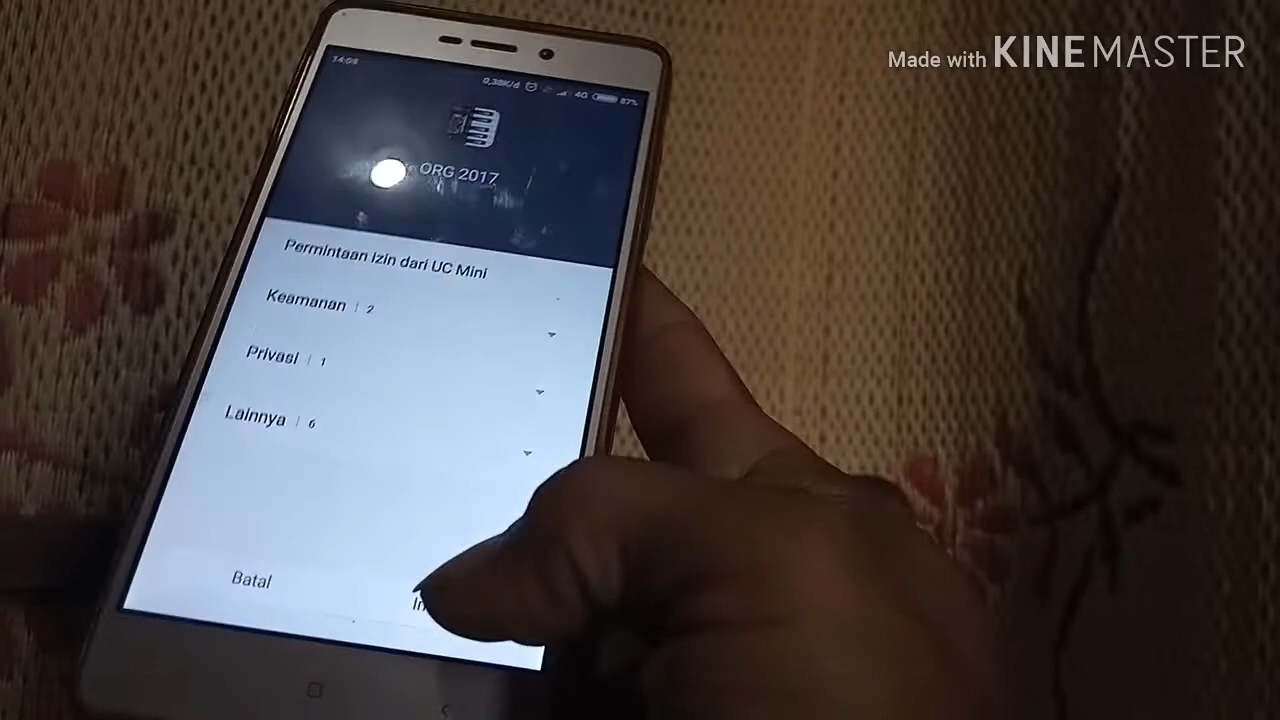 Made with KINEMASTER
14:08
0,38K/d 4G 87%
ORG 2017
Permintaan Izin dari UC Mini
Keamanan | 2
Privasi | 1
Lainnya | 6
Batal